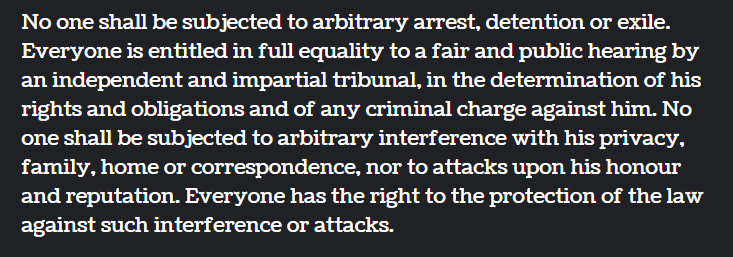 No one shall be subjected to arbitrary arrest, detention or exile.
Everyone is entitled in full equality to a fair and public hearing by
an independent and impartial tribunal, in the determination of his
rights and obligations and of any criminal charge against him. No
one shall be subjected to arbitrary interference with his privacy,
family, home or correspondence, nor to attacks upon his honour
and reputation. Everyone has the right to the protection of the law
against such interference or attacks.